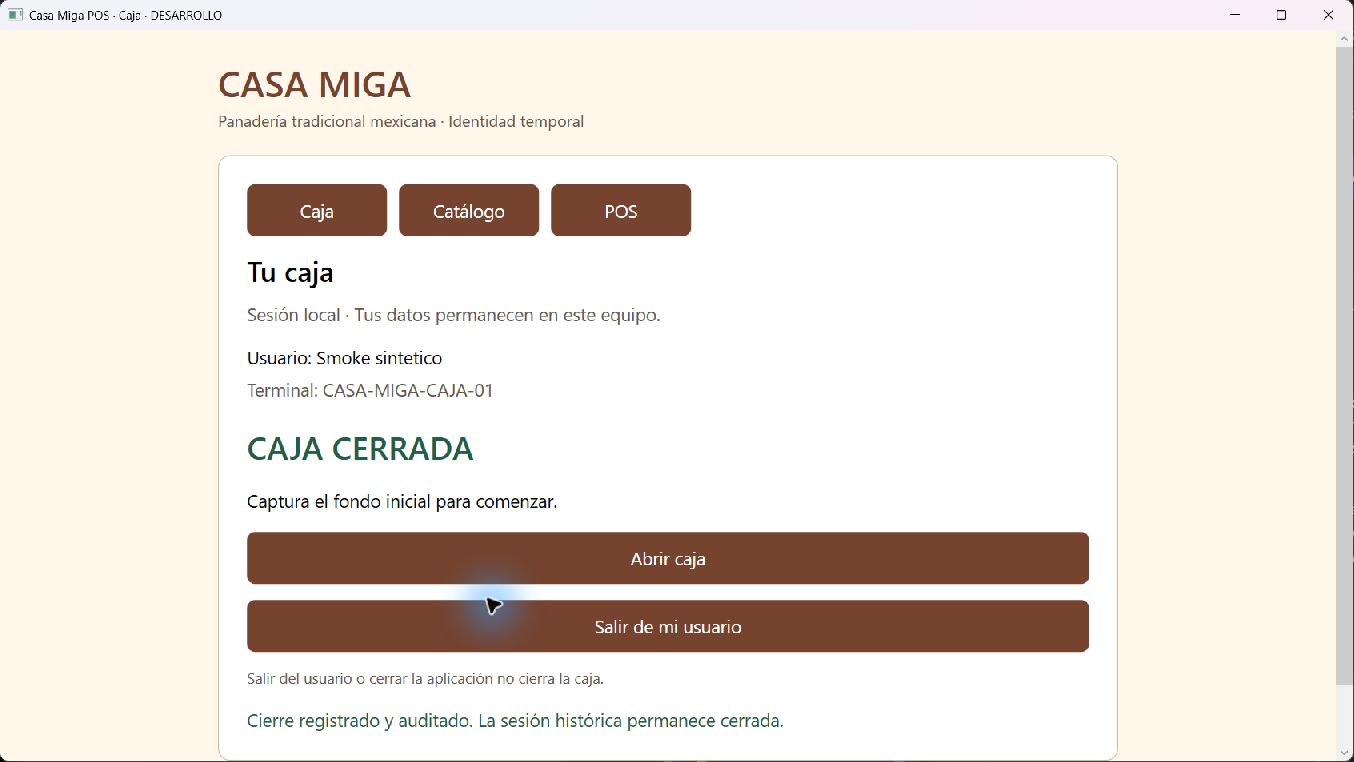 Casa Miga POS · Caja · DESARROLLO
CASA MIGA
Panadería tradicional mexicana · Identidad temporal
Caja
Catálogo
POS
Tu caja
Sesión local · Tus datos permanecen en este equipo.
Usuario: Smoke sintetico
Terminal: CASA-MIGA-CAJA-01
CAJA CERRADA
Captura el fondo inicial para comenzar.
Abrir caja
Salir de mi usuario
Salir del usuario o cerrar la aplicación no cierra la caja.
Cierre registrado y auditado. La sesión histórica permanece cerrada.